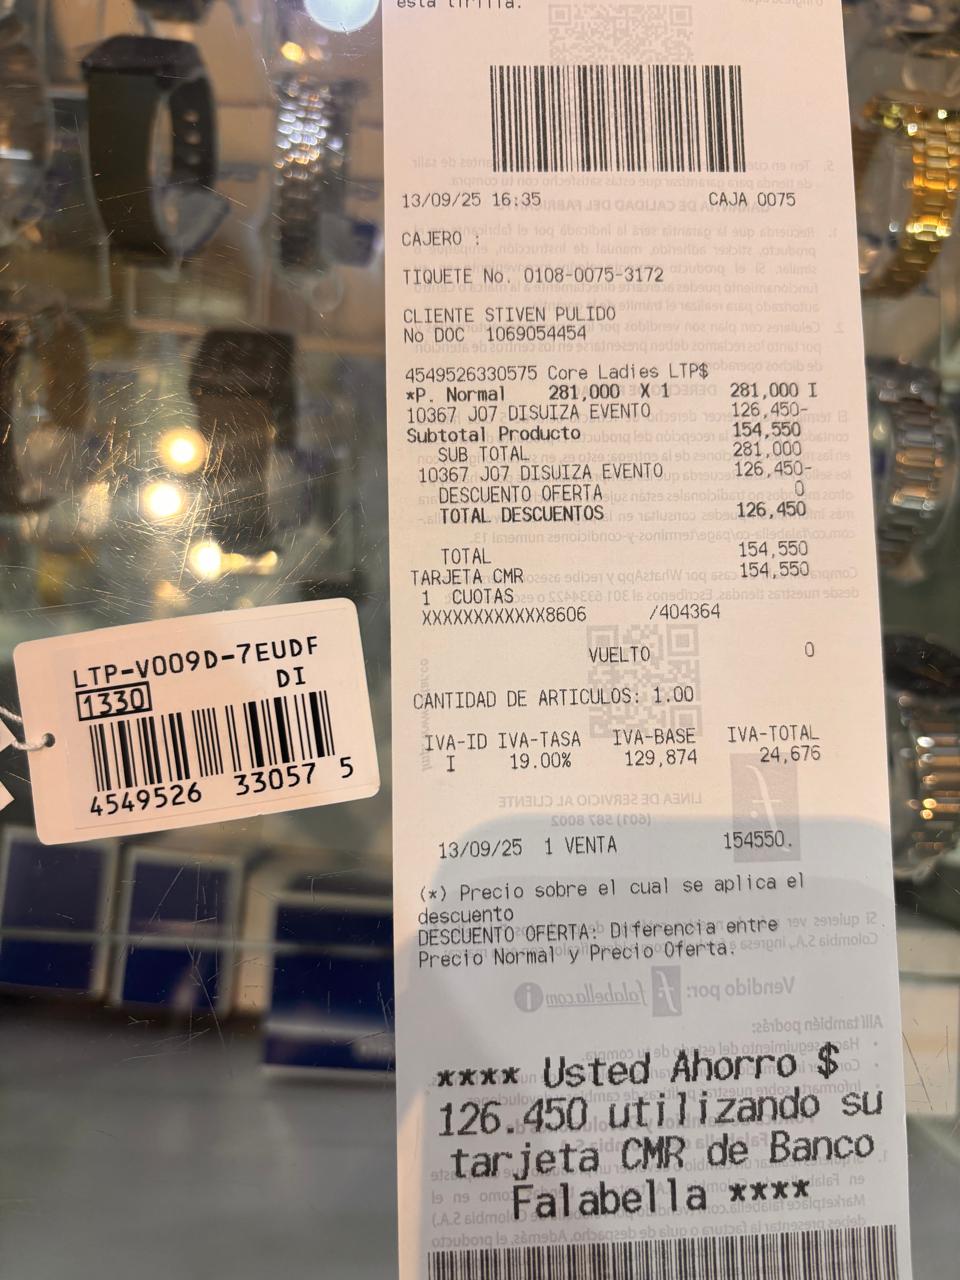 esta tirilla.
13/09/25 16:35 CAJA 0075
CAJERO :
TIQUETE No. 0108-0075-3172
CLIENTE STIVEN PULIDO
No DOC 1069054454
4549526330575 Core Ladies LTP$
*P. Normal 281,000 X 1 281,000 I
10367 J07 DISUIZA EVENTO 126,450-
Subtotal Producto 154,550
SUB TOTAL 281,000
10367 J07 DISUIZA EVENTO 126,450-
DESCUENTO OFERTA 0
TOTAL DESCUENTOS 126,450
TOTAL 154,550
TARJETA CMR 154,550
1 CUOTAS
XXXXXXXXXXXX8606 /404364
VUELTO 0
CANTIDAD DE ARTICULOS: 1.00
IVA-ID IVA-TASA IVA-BASE IVA-TOTAL
I 19.00% 129,874 24,676
13/09/25 1 VENTA 154550.
(*) Precio sobre el cual se aplica el
descuento
DESCUENTO OFERTA: Diferencia entre
Precio Normal y Precio Oferta.
**** Usted Ahorro $
126.450 utilizando su
tarjeta CMR de Banco
Falabella ****
LTP-V009D-7EUDF
1330 DI
4549526 33057 5